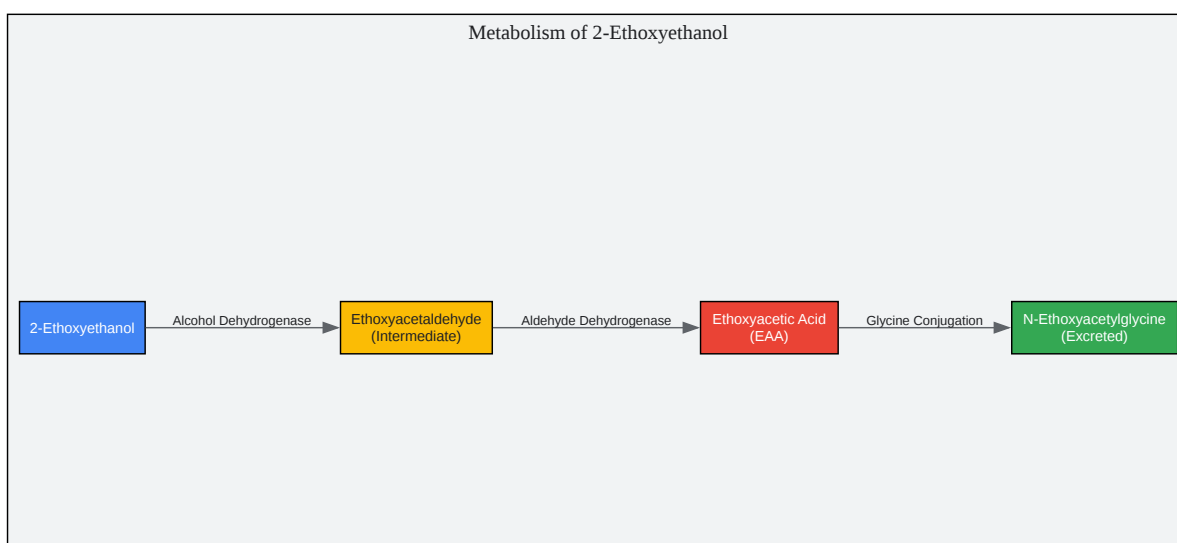 Metabolism of 2-Ethoxyethanol
2-Ethoxyethanol
Alcohol Dehydrogenase
Ethoxyacetaldehyde
(Intermediate)
Aldehyde Dehydrogenase
Ethoxyacetic Acid
(EAA)
Glycine Conjugation
N-Ethoxyacetylglycine
(Excreted)